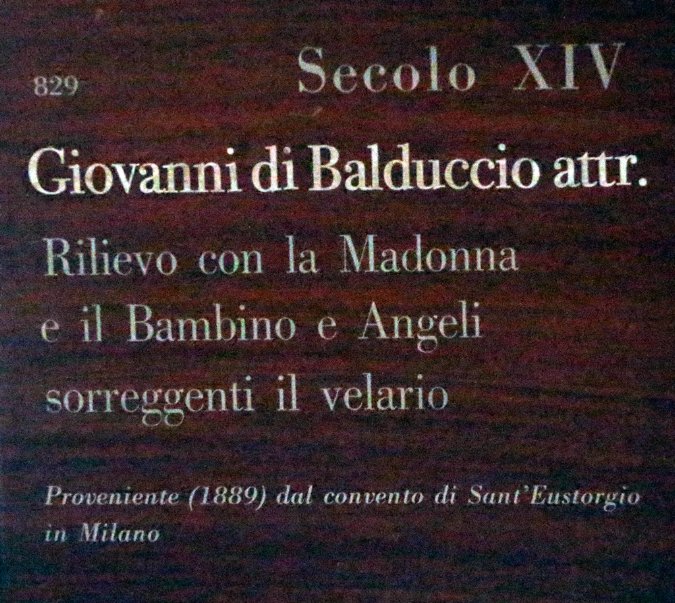 829 Secolo XIV
Giovanni di Balduccio attr.
Rilievo con la Madonna
e il Bambino e Angeli
sorreggenti il velario
Proveniente (1889) dal convento di Sant'Eustorgio
in Milano